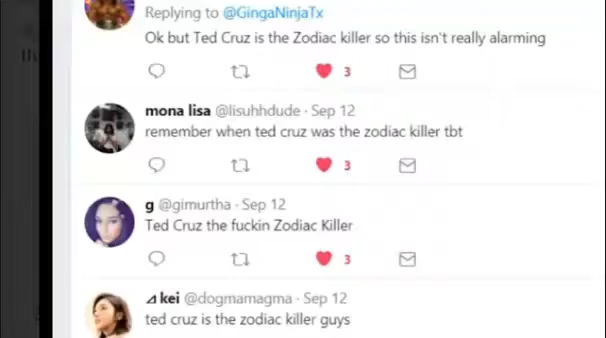 Replying to @GingaNinjaTx
Ok but Ted Cruz is the Zodiac killer so this isn't really alarming
3
mona lisa @lisuhhdude · Sep 12
remember when ted cruz was the zodiac killer tbt
3
g @gimurtha · Sep 12
Ted Cruz the fuckin Zodiac Killer
3
⊿ kei @dogmamagma · Sep 12
ted cruz is the zodiac killer guys